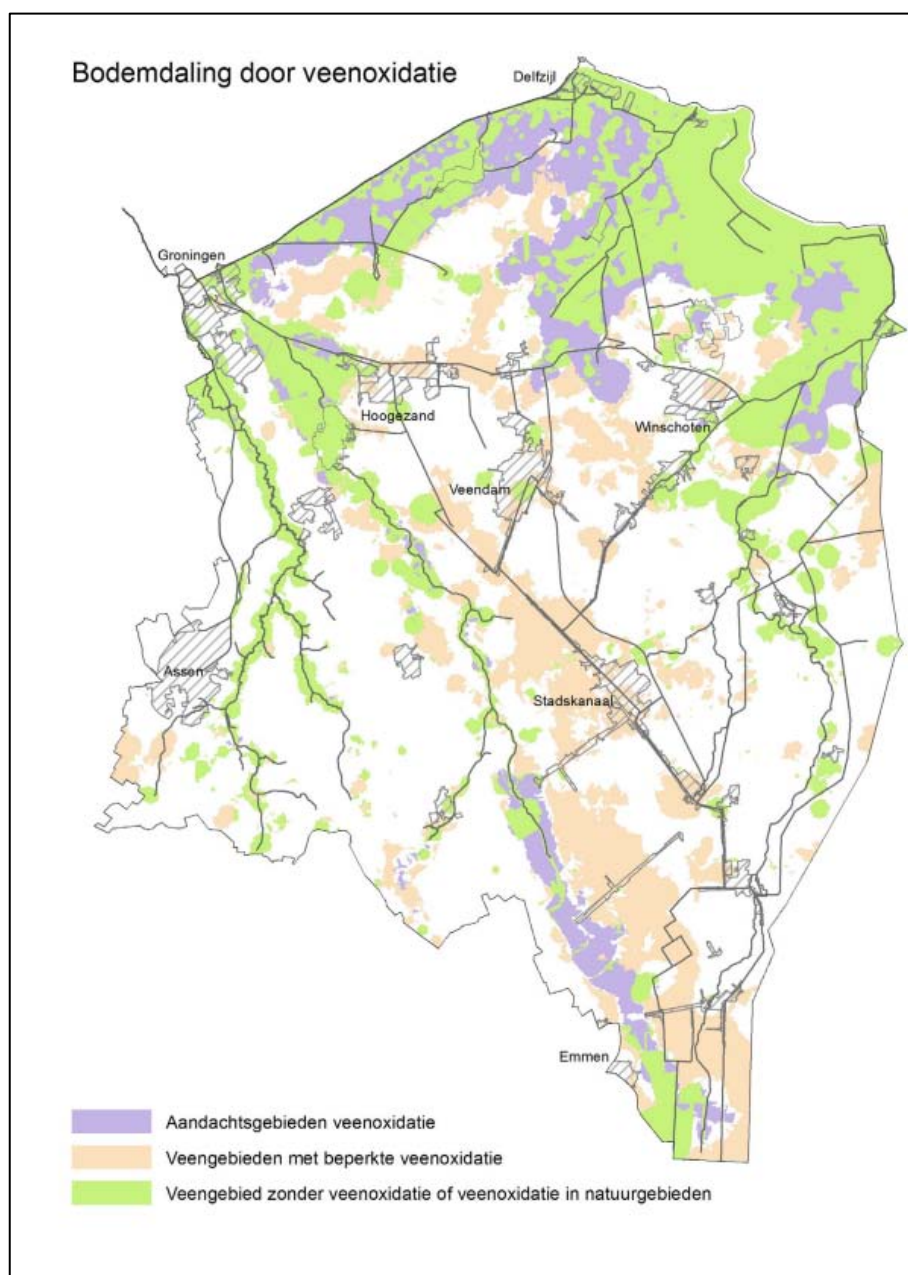 Bodemdaling door veenoxidatie
Delfzijl
Groningen
Hoogezand
Winschoten
Veendam
Assen
Stadskanaal
Emmen
Aandachtsgebieden veenoxidatie
Veengebieden met beperkte veenoxidatie
Veengebied zonder veenoxidatie of veenoxidatie in natuurgebieden